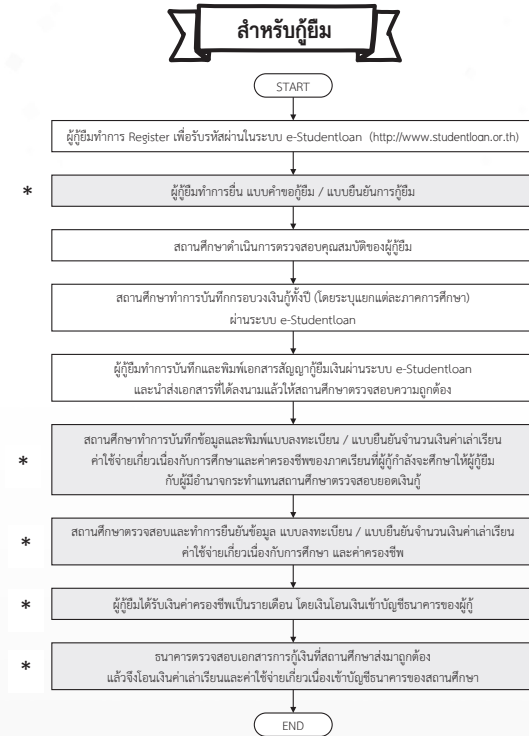 สำหรับกู้ยืม
START
ผู้กู้ยืมทำการ Register เพื่อรับรหัสผ่านในระบบ e-Studentloan (http://www.studentloan.or.th)
* ผู้กู้ยืมทำการยื่น แบบคำขอกู้ยืม / แบบยืนยันการกู้ยืม
สถานศึกษาดำเนินการตรวจสอบคุณสมบัติของผู้กู้ยืม
สถานศึกษาทำการบันทึกกรอบวงเงินกู้ทั้งปี (โดยระบุแยกแต่ละภาคการศึกษา)
ผ่านระบบ e-Studentloan
ผู้กู้ยืมทำการบันทึกและพิมพ์เอกสารสัญญากู้ยืมเงินผ่านระบบ e-Studentloan
และนำส่งเอกสารที่ได้ลงนามแล้วให้สถานศึกษาตรวจสอบความถูกต้อง
สถานศึกษาทำการบันทึกข้อมูลและพิมพ์แบบลงทะเบียน / แบบยืนยันจำนวนเงินค่าเล่าเรียน
* ค่าใช้จ่ายเกี่ยวเนื่องกับการศึกษาและค่าครองชีพของภาคเรียนที่ผู้กู้กำลังจะศึกษาให้ผู้กู้ยืม
กับผู้มีอำนาจกระทำแทนสถานศึกษาตรวจสอบยอดเงินกู้
* สถานศึกษาตรวจสอบและทำการยืนยันข้อมูล แบบลงทะเบียน / แบบยืนยันจำนวนเงินค่าเล่าเรียน
ค่าใช้จ่ายเกี่ยวเนื่องกับการศึกษา และค่าครองชีพ
* ผู้กู้ยืมได้รับเงินค่าครองชีพเป็นรายเดือน โดยเงินโอนเงินเข้าบัญชีธนาคารของผู้กู้
* ธนาคารตรวจสอบเอกสารการกู้เงินที่สถานศึกษาส่งมาถูกต้อง
แล้วจึงโอนเงินค่าเล่าเรียนและค่าใช้จ่ายเกี่ยวเนื่องเข้าบัญชีธนาคารของสถานศึกษา
END